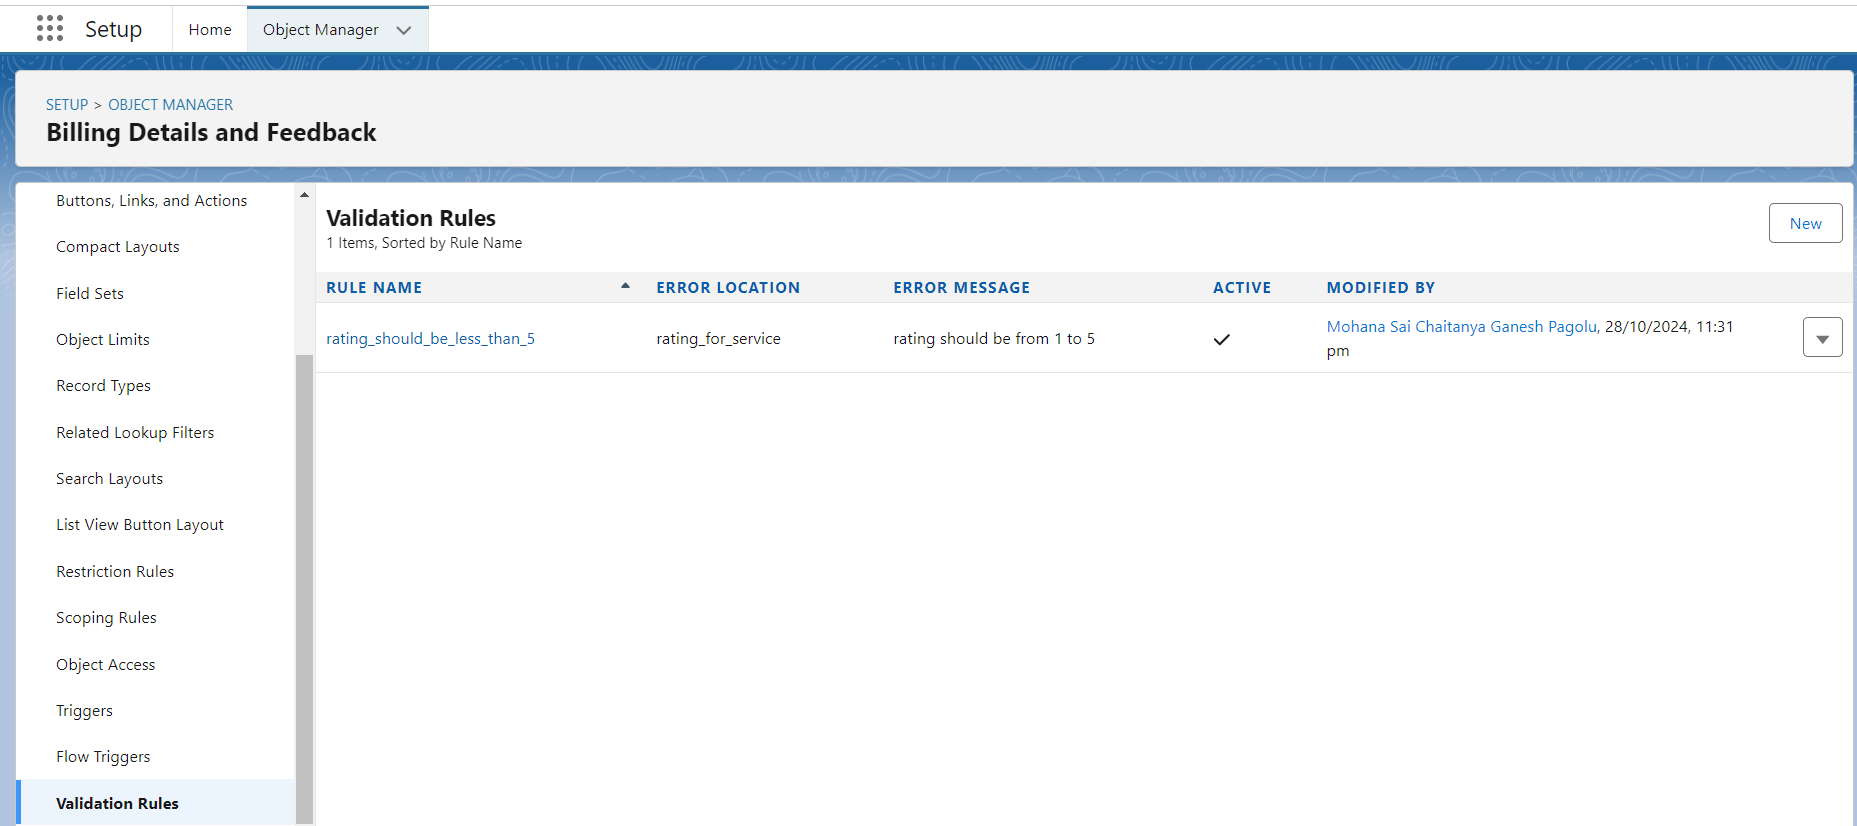 Setup
Home
Object Manager
SETUP > OBJECT MANAGER
Billing Details and Feedback
Buttons, Links, and Actions
Compact Layouts
Field Sets
Object Limits
Record Types
Related Lookup Filters
Search Layouts
List View Button Layout
Restriction Rules
Scoping Rules
Object Access
Triggers
Flow Triggers
Validation Rules
Validation Rules
1 Items, Sorted by Rule Name
New
RULE NAME ERROR LOCATION ERROR MESSAGE ACTIVE MODIFIED BY
rating_should_be_less_than_5 rating_for_service rating should be from 1 to 5 Mohana Sai Chaitanya Ganesh Pagolu, 28/10/2024, 11:31
pm